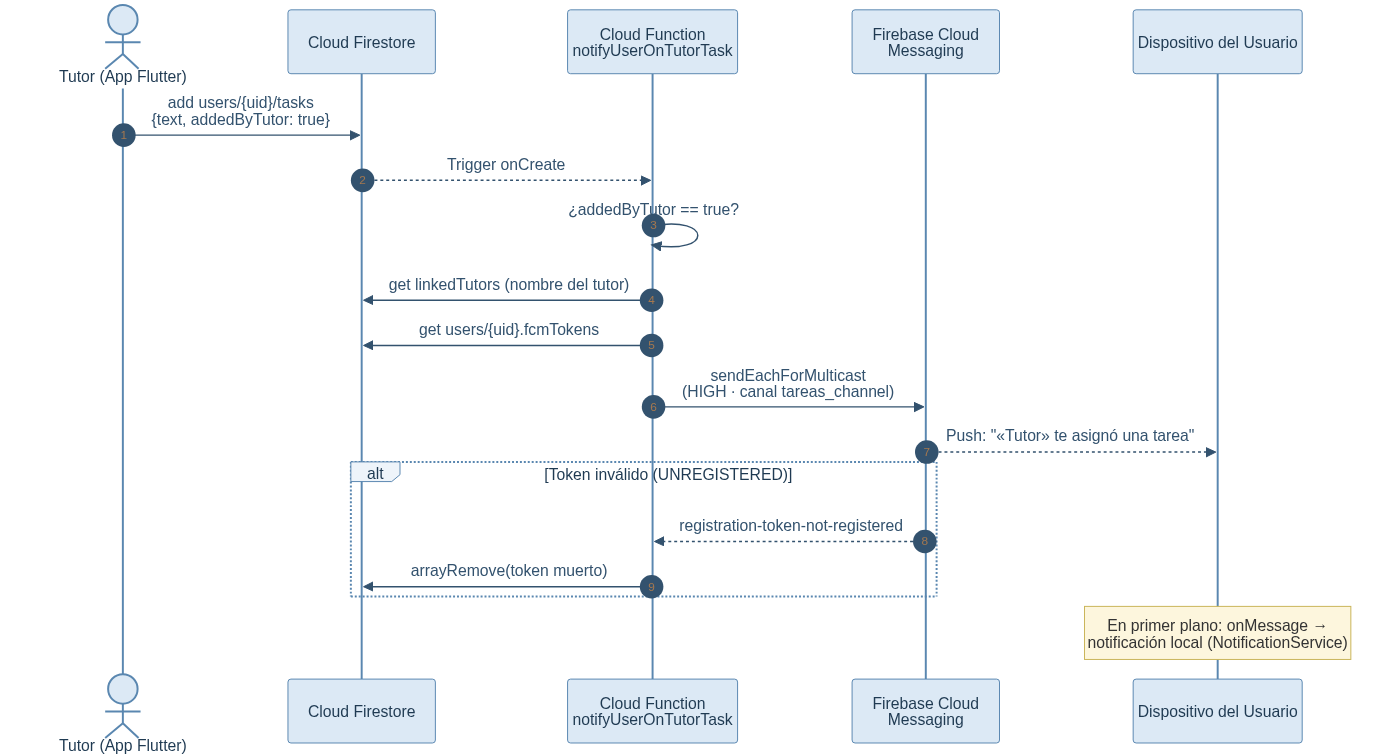 Tutor (App Flutter)
Cloud Firestore
Cloud Function
notifyUserOnTutorTask
Firebase Cloud
Messaging
Dispositivo del Usuario
add users/{uid}/tasks
{text, addedByTutor: true}
1
Trigger onCreate
2
¿addedByTutor == true?
3
get linkedTutors (nombre del tutor)
4
get users/{uid}.fcmTokens
5
sendEachForMulticast
(HIGH · canal tareas_channel)
6
Push: "«Tutor» te asignó una tarea"
7
alt
[Token inválido (UNREGISTERED)]
registration-token-not-registered
8
arrayRemove(token muerto)
9
En primer plano: onMessage →
notificación local (NotificationService)
Tutor (App Flutter)
Cloud Firestore
Cloud Function
notifyUserOnTutorTask
Firebase Cloud
Messaging
Dispositivo del Usuario